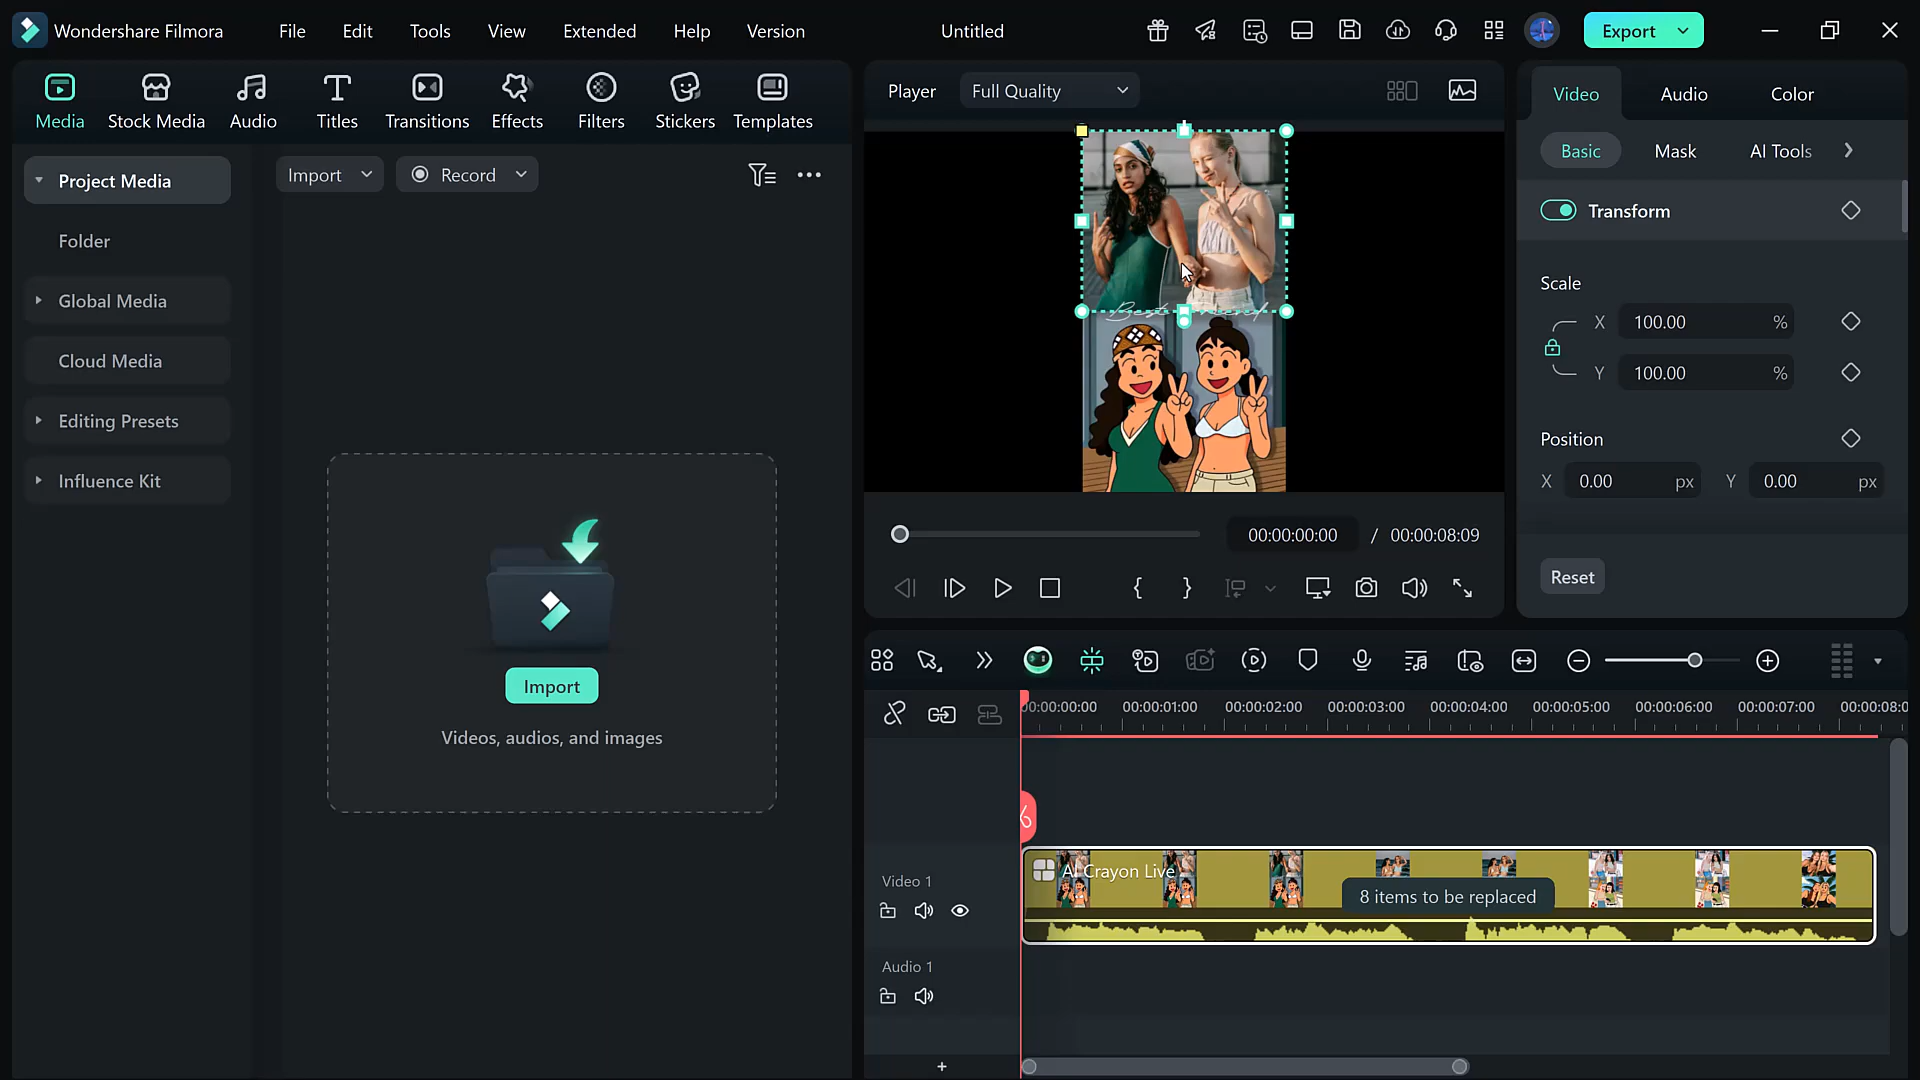 Wondershare Filmora
File
Edit
Tools
View
Extended
Help
Version
Untitled
Export
Media
Stock Media
Audio
Titles
Transitions
Effects
Filters
Stickers
Templates
Player
Full Quality
Video
Audio
Color
Project Media
Import
Record
Basic
Mask
AI Tools
Folder
Transform
Global Media
Scale
X 100.00 %
Cloud Media
Y 100.00 %
Editing Presets
Position
Influence Kit
X 0.00 px Y 0.00 px
00:00:00:00 / 00:00:08:09
Reset
Import
Videos, audios, and images
00:00:00:00 00:00:01:00 00:00:02:00 00:00:03:00 00:00:04:00 00:00:05:00 00:00:06:00 00:00:07:00 00:00:08:0
Video 1
AI Crayon Live
8 items to be replaced
Audio 1